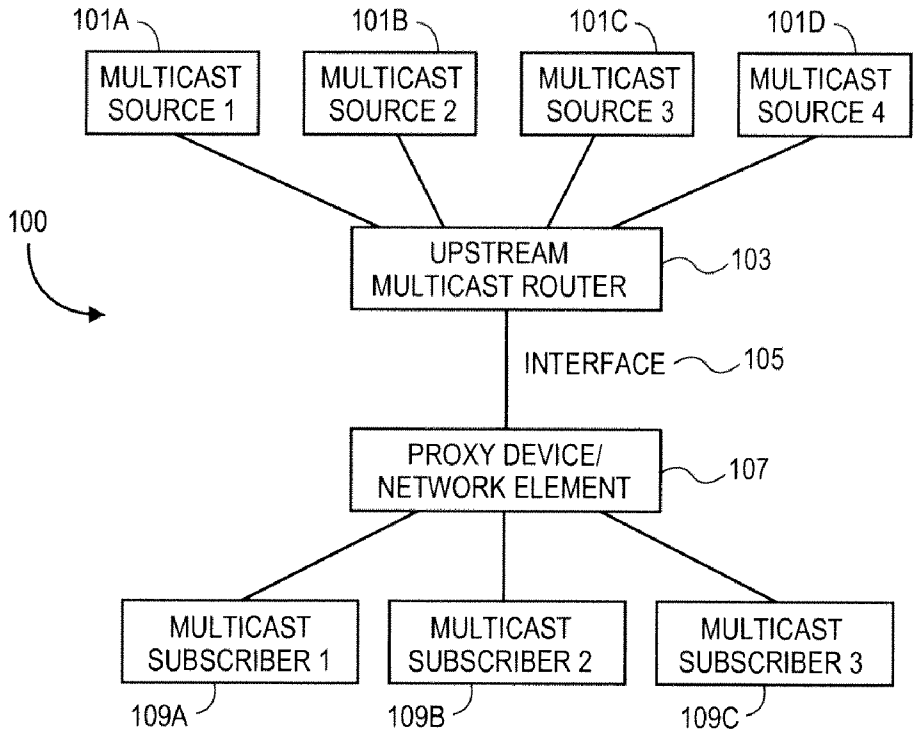 101A
101B
101C
101D
MULTICAST
SOURCE 1
MULTICAST
SOURCE 2
MULTICAST
SOURCE 3
MULTICAST
SOURCE 4
100
UPSTREAM
MULTICAST ROUTER
103
INTERFACE
105
PROXY DEVICE/
NETWORK ELEMENT
107
MULTICAST
SUBSCRIBER 1
MULTICAST
SUBSCRIBER 2
MULTICAST
SUBSCRIBER 3
109A
109B
109C